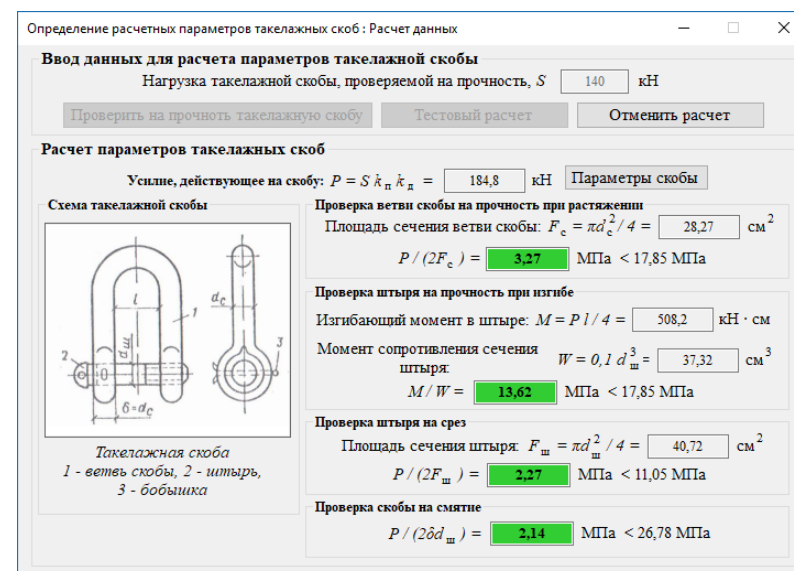 Определение расчетных параметров такелажных скоб : Расчет данных
Ввод данных для расчета параметров такелажной скобы
Нагрузка такелажной скобы, проверяемой на прочность, S 140 кН
Проверить на прочноть такелажную скобу Тестовый расчет Отменить расчет
Расчет параметров такелажных скоб
Усилие, действующее на скобу: P = S k п k д = 184,8 кН Параметры скобы
Схема такелажной скобы
l
dс
1
2
dш
3
δ=dс
Такелажная скоба
1 - ветвь скобы, 2 - штырь,
3 - бобышка
Проверка ветви скобы на прочность при растяжении
Площадь сечения ветви скобы: Fс = πdс²/ 4 = 28,27 см²
P / (2Fс ) = 3,27 МПа < 17,85 МПа
Проверка штыря на прочность при изгибе
Изгибающий момент в штыре: M = P l / 4 = 508,2 кН · см
Момент сопротивления сечения
штыря: W = 0,1 dш³ = 37,32 см³
M / W = 13,62 МПа < 17,85 МПа
Проверка штыря на срез
Площадь сечения штыря: Fш = πdш² / 4 = 40,72 см²
P / (2Fш ) = 2,27 МПа < 11,05 МПа
Проверка скобы на смятие
P / (2δdш ) = 2,14 МПа < 26,78 МПа